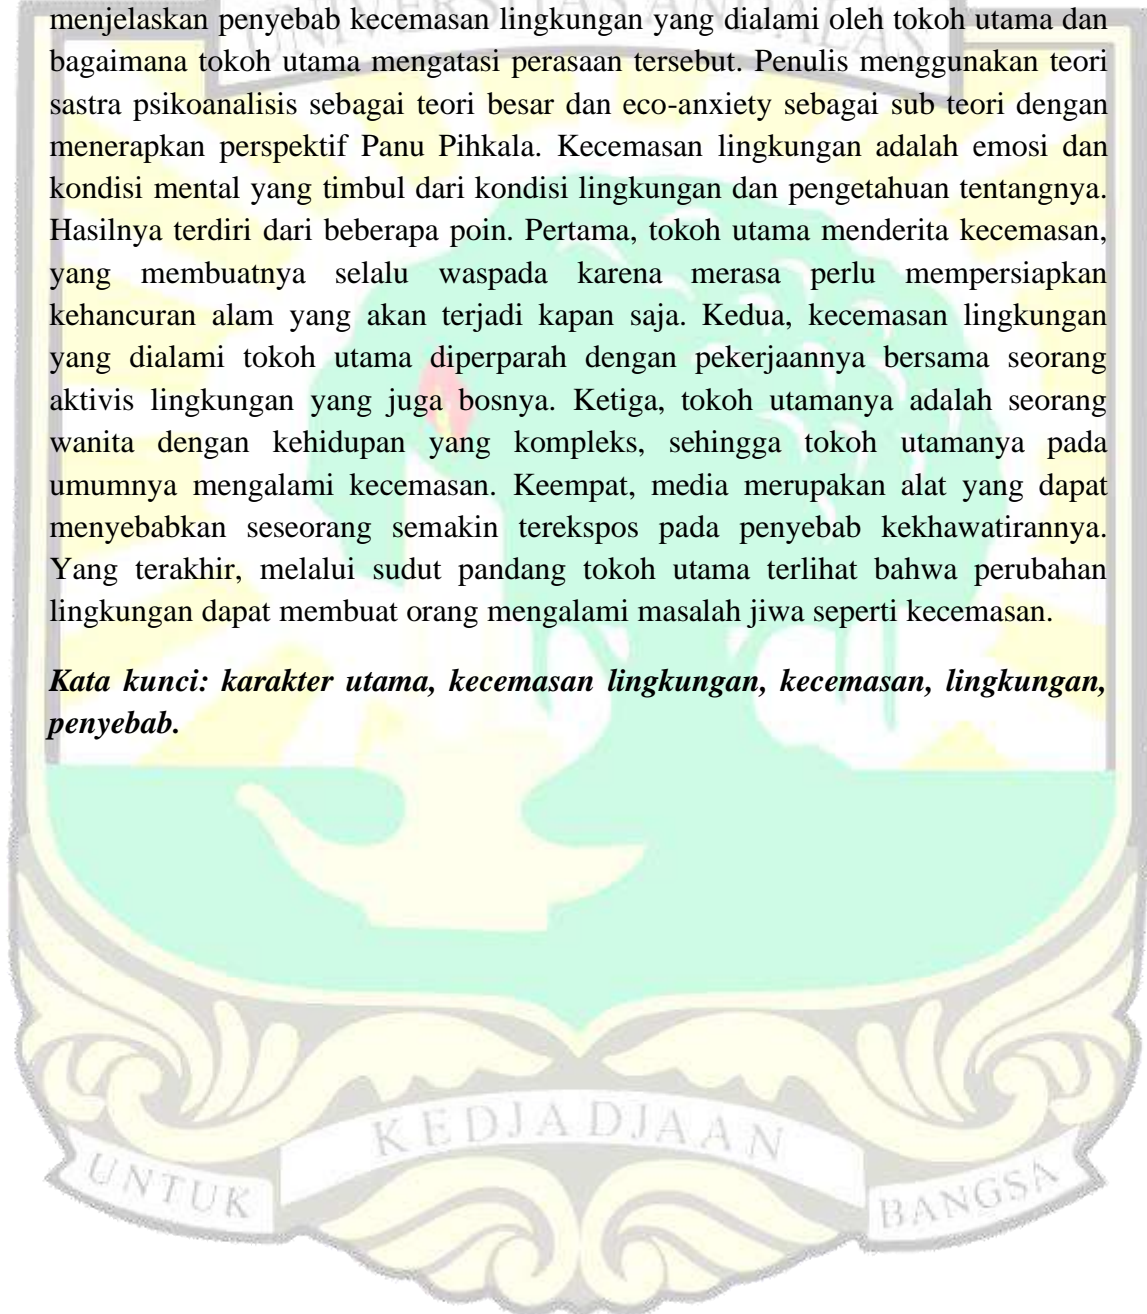 UNIVERSITAS ANDALAS
menjelaskan penyebab kecemasan lingkungan yang dialami oleh tokoh utama dan
bagaimana tokoh utama mengatasi perasaan tersebut. Penulis menggunakan teori
sastra psikoanalisis sebagai teori besar dan eco-anxiety sebagai sub teori dengan
menerapkan perspektif Panu Pihkala. Kecemasan lingkungan adalah emosi dan
kondisi mental yang timbul dari kondisi lingkungan dan pengetahuan tentangnya.
Hasilnya terdiri dari beberapa poin. Pertama, tokoh utama menderita kecemasan,
yang membuatnya selalu waspada karena merasa perlu mempersiapkan
kehancuran alam yang akan terjadi kapan saja. Kedua, kecemasan lingkungan
yang dialami tokoh utama diperparah dengan pekerjaannya bersama seorang
aktivis lingkungan yang juga bosnya. Ketiga, tokoh utamanya adalah seorang
wanita dengan kehidupan yang kompleks, sehingga tokoh utamanya pada
umumnya mengalami kecemasan. Keempat, media merupakan alat yang dapat
menyebabkan seseorang semakin terekspos pada penyebab kekhawatirannya.
Yang terakhir, melalui sudut pandang tokoh utama terlihat bahwa perubahan
lingkungan dapat membuat orang mengalami masalah jiwa seperti kecemasan.
Kata kunci: karakter utama, kecemasan lingkungan, kecemasan, lingkungan,
penyebab.
UNTUK KEDJADJAAN BANGSA